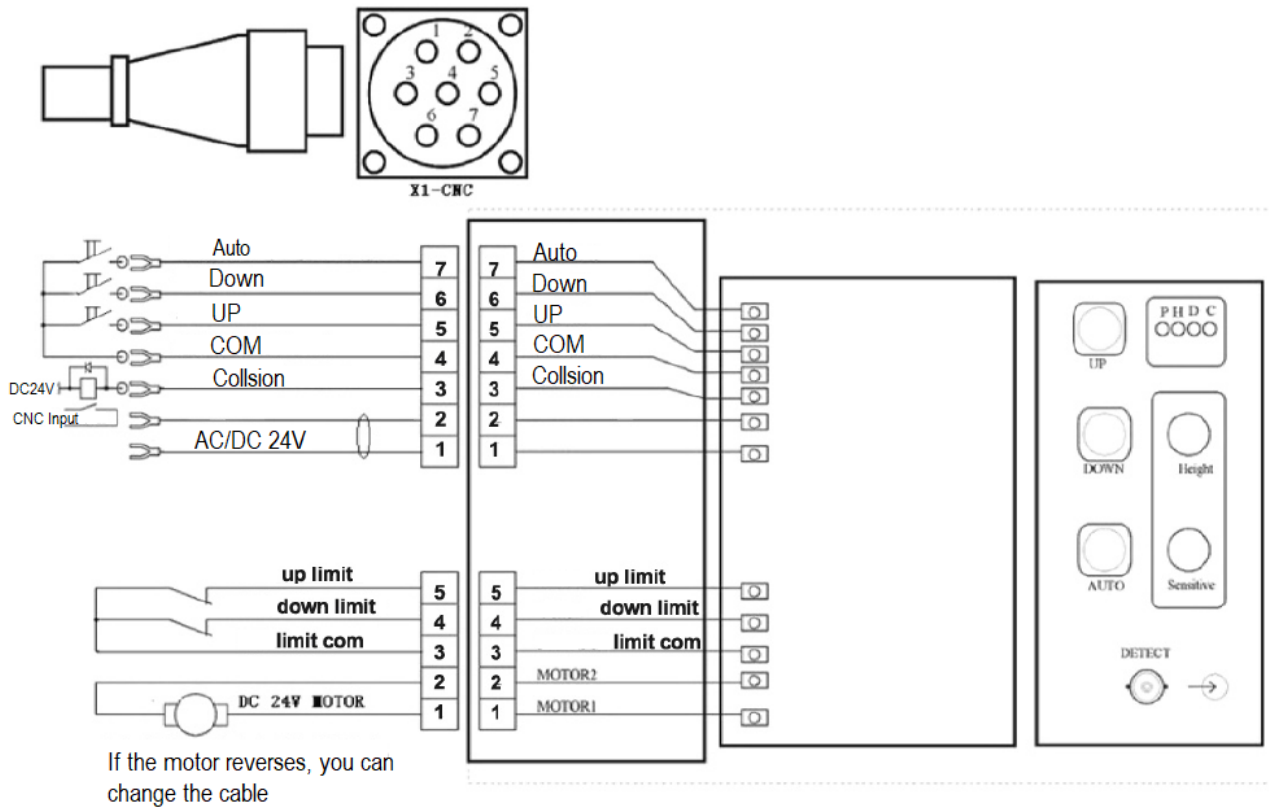 1 2
3 4 5
6 7
X1-CNC
Auto 7 7 Auto
Down 6 6 Down
UP 5 5 UP
COM 4 4 COM
DC24V Collsion 3 3 Collsion
CNC Input 2 2
AC/DC 24V 1 1
P H D C
UP
DOWN
Height
AUTO
Sensitive
DETECT
up limit 5 5 up limit
down limit 4 4 down limit
limit com 3 3 limit com
2 2 MOTOR2
DC 24V MOTOR 1 1 MOTOR1
If the motor reverses, you can
change the cable